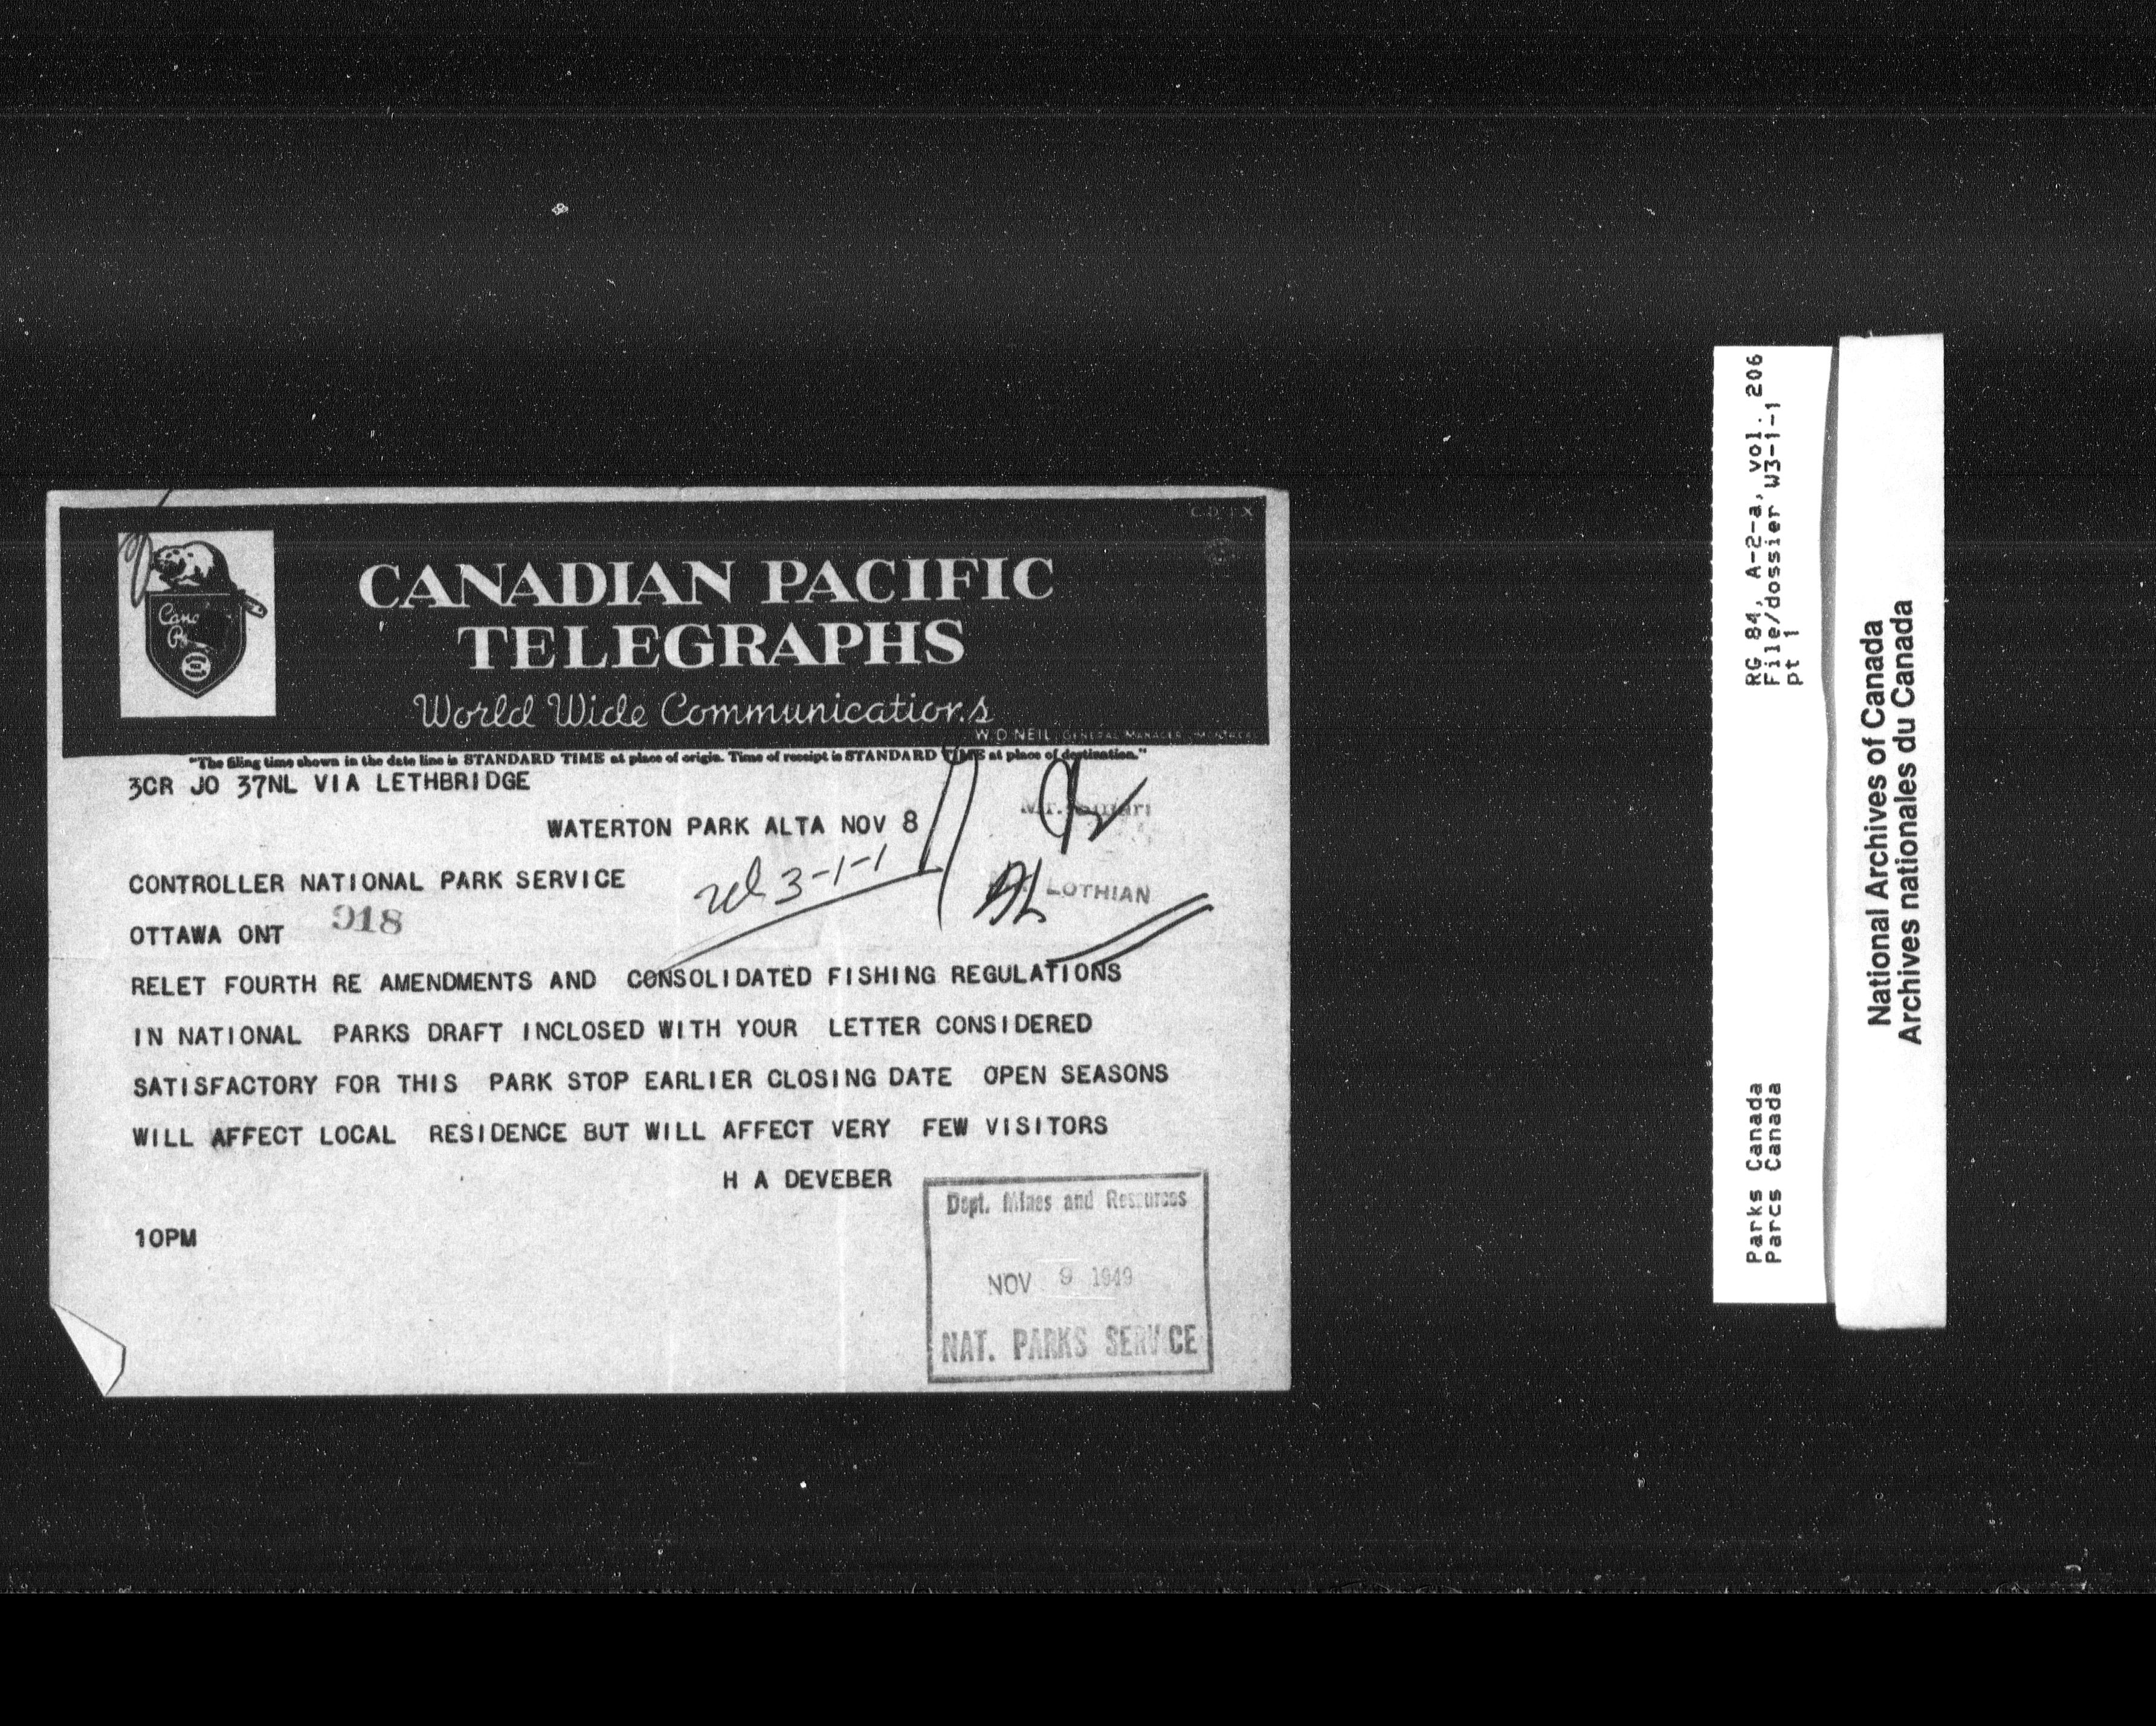 CANADIAN PACIFIC
TELEGRAPHS
World Wide Communications
W. D. NEIL, GENERAL MANAGER, MONTREAL
"The filing time shown in the date line is STANDARD TIME at place of origin. Time of receipt is STANDARD TIME at place of destination."
3CR JO 37NL VIA LETHBRIDGE
WATERTON PARK ALTA NOV 8
CONTROLLER NATIONAL PARK SERVICE
3-1-1
LOTHIAN
OTTAWA ONT 918
RELET FOURTH RE AMENDMENTS AND CONSOLIDATED FISHING REGULATIONS
IN NATIONAL PARKS DRAFT INCLOSED WITH YOUR LETTER CONSIDERED
SATISFACTORY FOR THIS PARK STOP EARLIER CLOSING DATE OPEN SEASONS
WILL AFFECT LOCAL RESIDENCE BUT WILL AFFECT VERY FEW VISITORS
H A DEVEBER
10PM
Dept. Mines and Resources
NOV 9 1949
NAT. PARKS SERVICE
RG 84, A-2-a, vol. 206
File/dossier W3-1-1
pt 1
Parks Canada
Parcs Canada
National Archives of Canada
Archives nationales du Canada